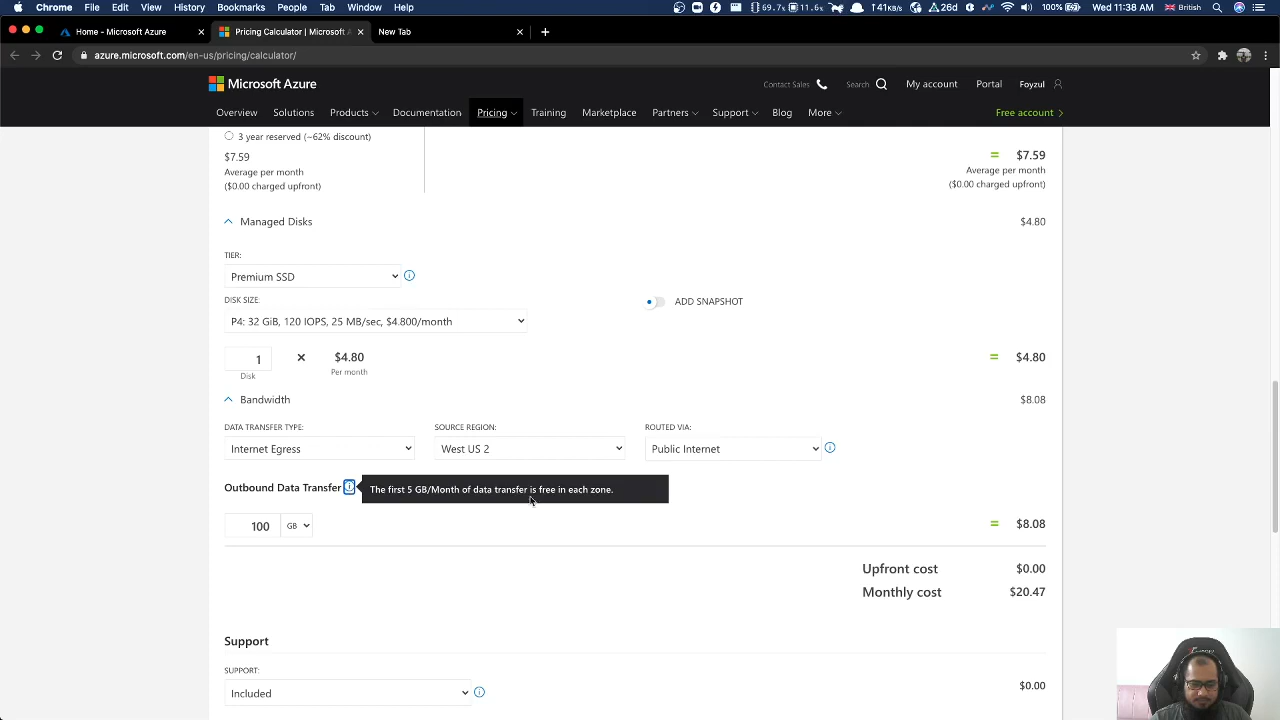 Chrome File Edit View History Bookmarks People Tab Window Help
100% Wed 11:38 AM British
Home - Microsoft Azure
Pricing Calculator | Microsoft A
New Tab
azure.microsoft.com/en-us/pricing/calculator/
Microsoft Azure
Contact Sales Search My account Portal Foyzul
Overview Solutions Products Documentation Pricing Training Marketplace Partners Support Blog More Free account
3 year reserved (~62% discount)
$7.59
Average per month
($0.00 charged upfront)
= $7.59
Average per month
($0.00 charged upfront)
Managed Disks $4.80
TIER:
Premium SSD
DISK SIZE:
ADD SNAPSHOT
P4: 32 GiB, 120 IOPS, 25 MB/sec, $4.800/month
1 × $4.80 = $4.80
Disk Per month
Bandwidth $8.08
DATA TRANSFER TYPE: SOURCE REGION: ROUTED VIA:
Internet Egress West US 2 Public Internet
Outbound Data Transfer
The first 5 GB/Month of data transfer is free in each zone.
100 GB = $8.08
Upfront cost $0.00
Monthly cost $20.47
Support
SUPPORT:
Included $0.00